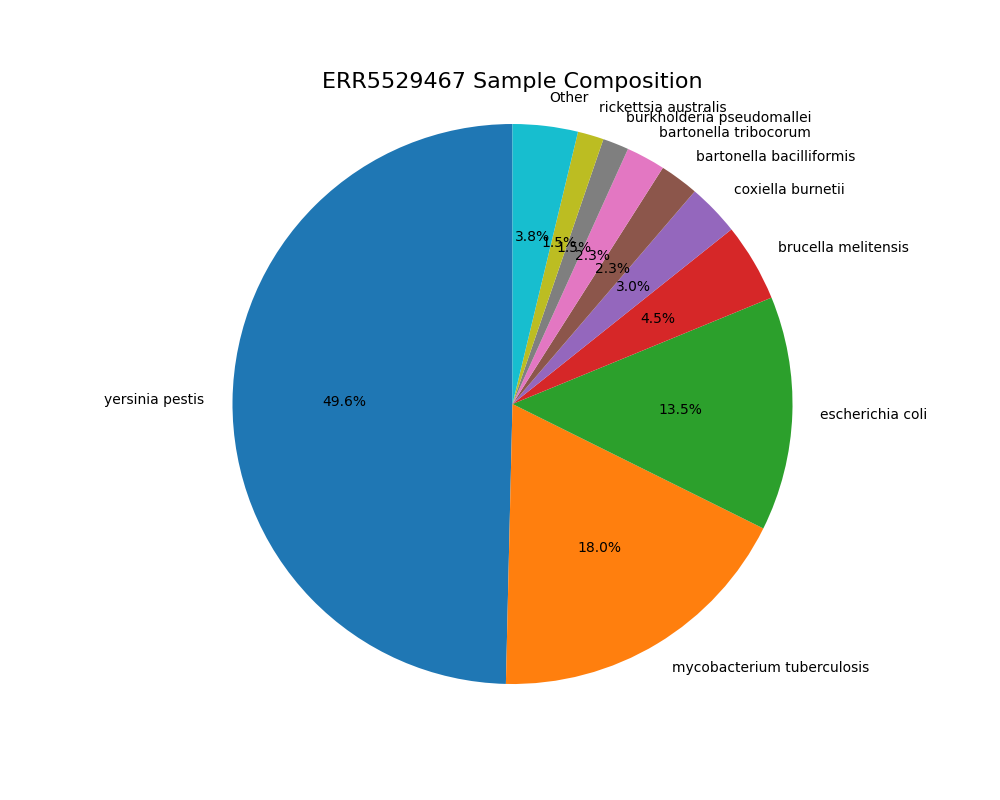 ERR5529467 Sample Composition
Other
rickettsia australis
burkholderia pseudomallei
bartonella tribocorum
bartonella bacilliformis
coxiella burnetii
brucella melitensis
escherichia coli
mycobacterium tuberculosis
yersinia pestis
3.8%
1.5%
1.5%
2.3%
2.3%
3.0%
4.5%
13.5%
18.0%
49.6%